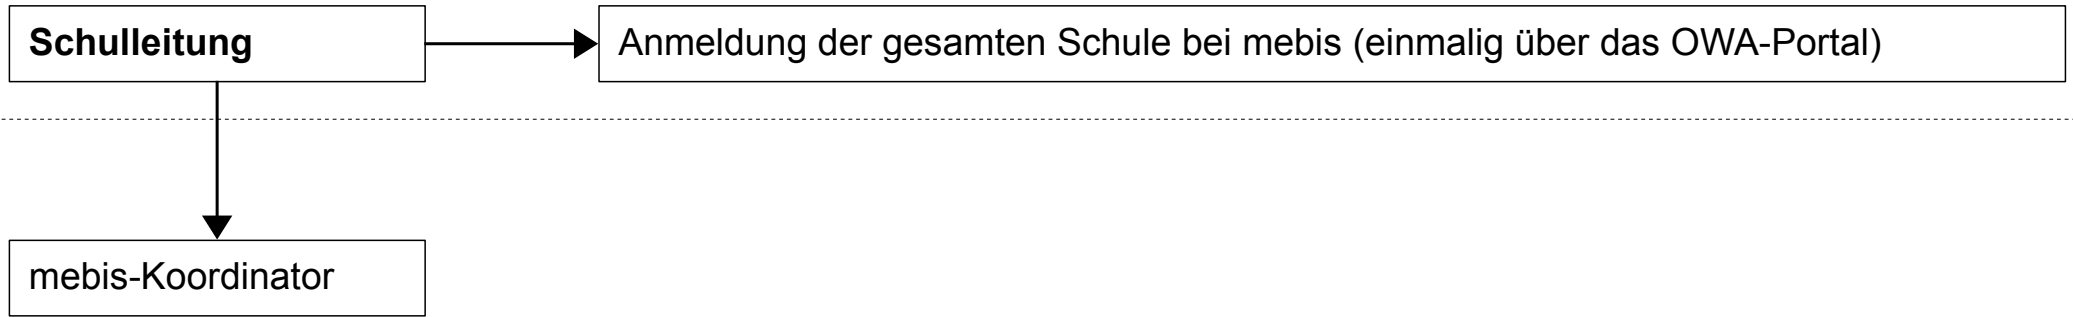 Schulleitung
Anmeldung der gesamten Schule bei mebis (einmalig über das OWA-Portal)
mebis-Koordinator